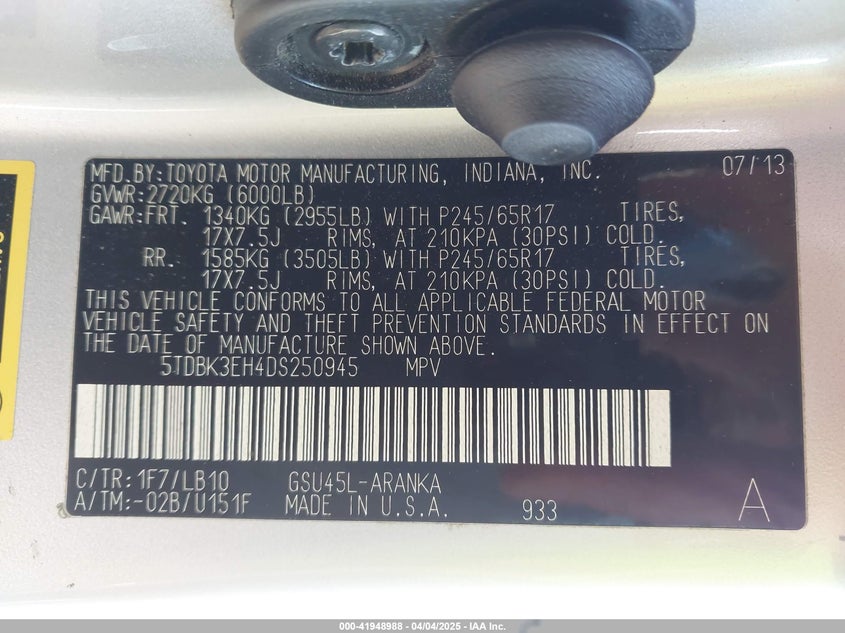 MFD.BY:TOYOTA MOTOR MANUFACTURING, INDIANA, INC. 07/13
GVWR:2720KG (6000LB)
GAWR:FRT. 1340KG (2955LB) WITH P245/65R17 TIRES,
17X7.5J RIMS, AT 210KPA (30PSI) COLD.
RR. 1585KG (3505LB) WITH P245/65R17 TIRES,
17X7.5J RIMS, AT 210KPA (30PSI) COLD.
THIS VEHICLE CONFORMS TO ALL APPLICABLE FEDERAL MOTOR
VEHICLE SAFETY AND THEFT PREVENTION STANDARDS IN EFFECT ON
THE DATE OF MANUFACTURE SHOWN ABOVE.
5TDBK3EH4DS250945 MPV
C/TR:1F7/LB10 GSU45L-ARANKA
A/TM:-02B/U151F MADE IN U.S.A. 933 A
000-41948988 - 04/04/2025 - IAA Inc.